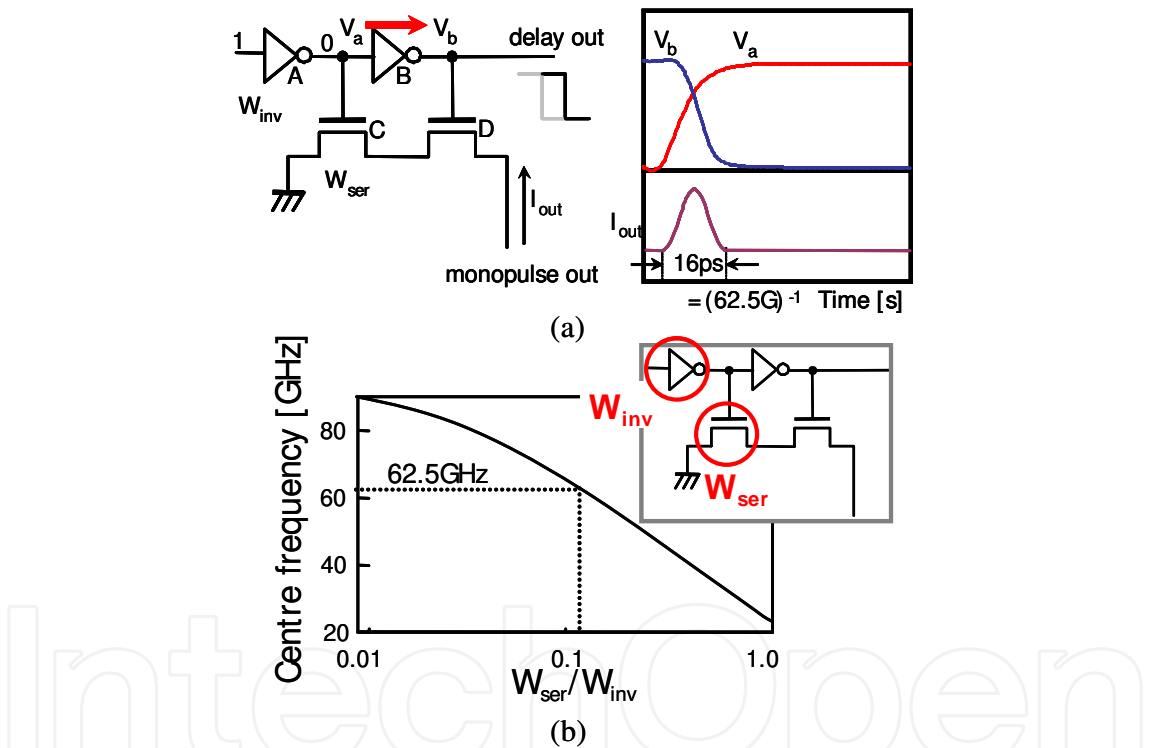 1
0
Va
Vb
delay out
A
B
Winv
C
D
Wser
Iout
monopulse out
Vb
Va
Iout
16ps
=(62.5G) -1 Time [s]
(a)
Centre frequency [GHz]
80
60
40
20
62.5GHz
Winv
Wser
0.01
0.1
1.0
Wser/Winv
(b)
IntechOpen